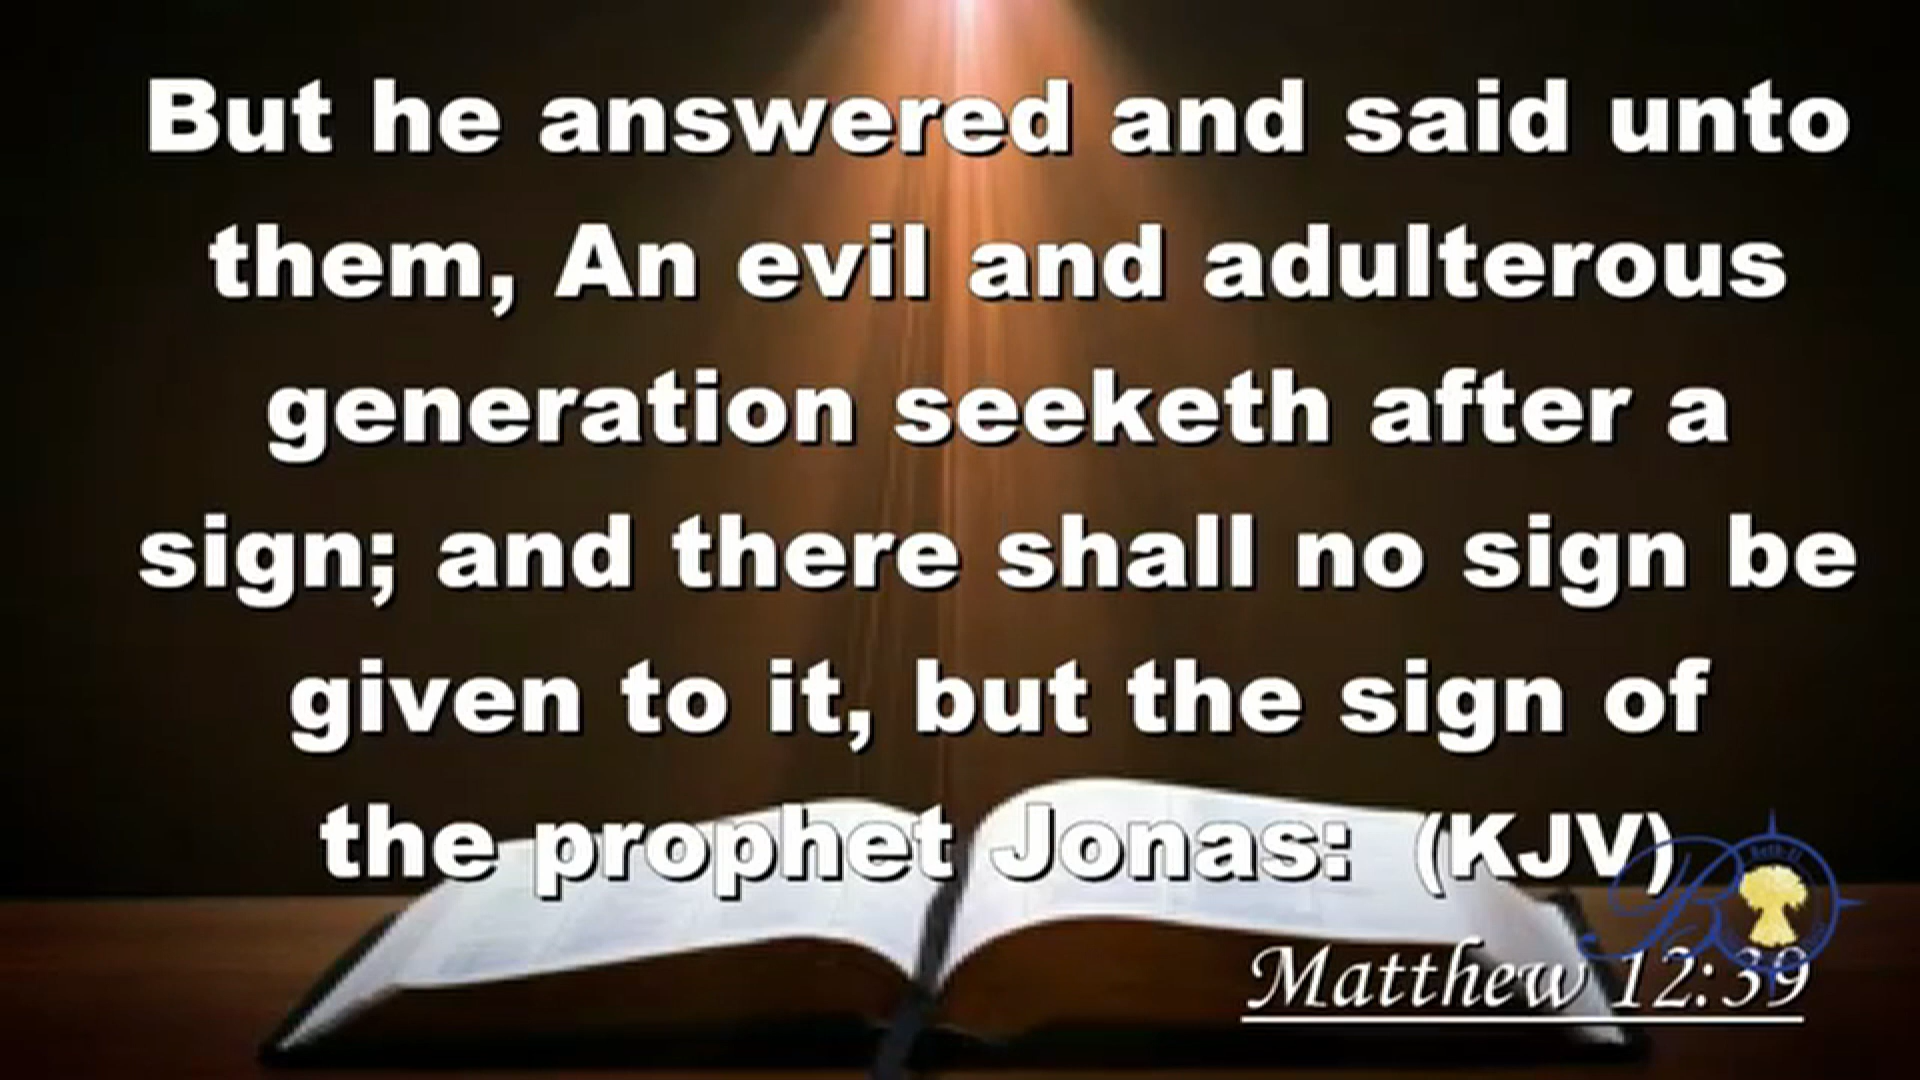 But he answered and said unto
them, An evil and adulterous
generation seeketh after a
sign; and there shall no sign be
given to it, but the sign of
the prophet Jonas: (KJV)
Matthew 12:39